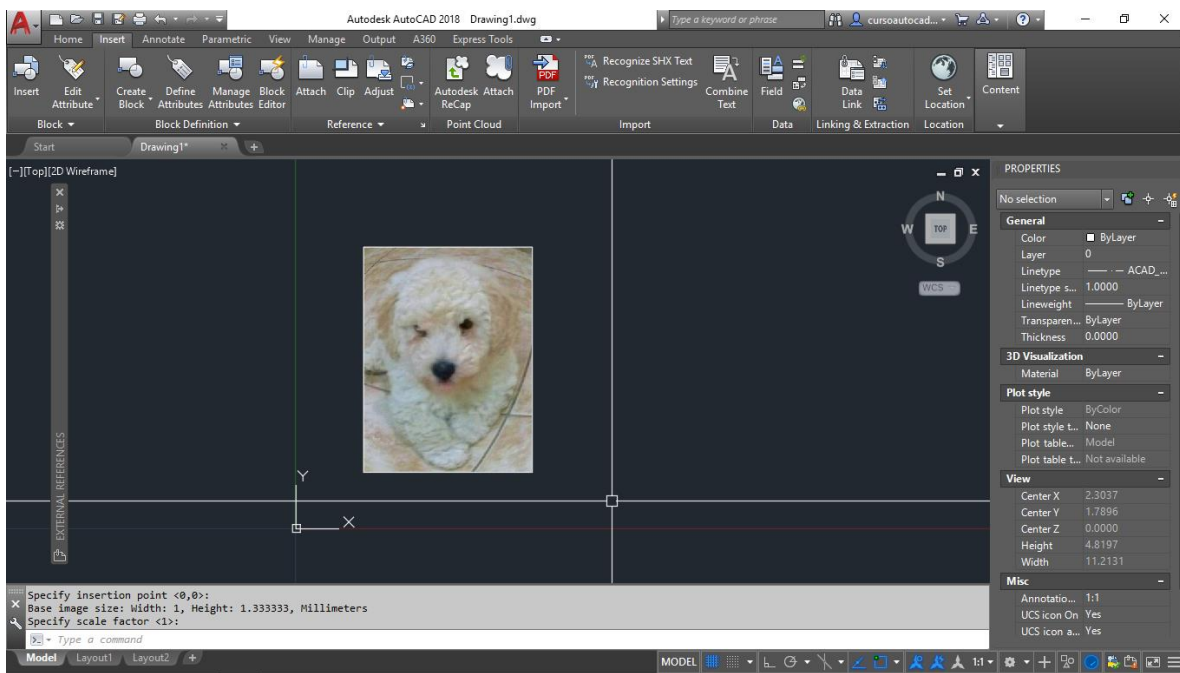 Autodesk AutoCAD 2018 Drawing1.dwg
Type a keyword or phrase
cursoautocad...
Home Insert Annotate Parametric View Manage Output A360 Express Tools
Insert
Edit Attribute
Create Block
Define Attributes
Manage Attributes
Block Editor
Attach
Clip
Adjust
Autodesk ReCap
Attach
PDF
PDF Import
PDF
Recognize SHX Text
PDF
Recognition Settings
Combine Text
Field
Data Link
Set Location
Content
Block Block Definition Reference Point Cloud Import Data Linking & Extraction Location
Start Drawing1* +
[−][Top][2D Wireframe]
N
W TOP E
S
WCS
EXTERNAL REFERENCES
Y
X
PROPERTIES
No selection
General
Color ByLayer
Layer 0
Linetype ACAD_...
Linetype s... 1.0000
Lineweight ByLayer
Transparen... ByLayer
Thickness 0.0000
3D Visualization
Material ByLayer
Plot style
Plot style ByColor
Plot style t... None
Plot table... Model
Plot table t... Not available
View
Center X 2.3037
Center Y 1.7896
Center Z 0.0000
Height 4.8197
Width 11.2131
Misc
Annotatio... 1:1
UCS icon On Yes
UCS icon a... Yes
Specify insertion point <0,0>:
Base image size: Width: 1, Height: 1.333333, Millimeters
Specify scale factor <1>:
Type a command
Model Layout1 Layout2 +
MODEL 1:1